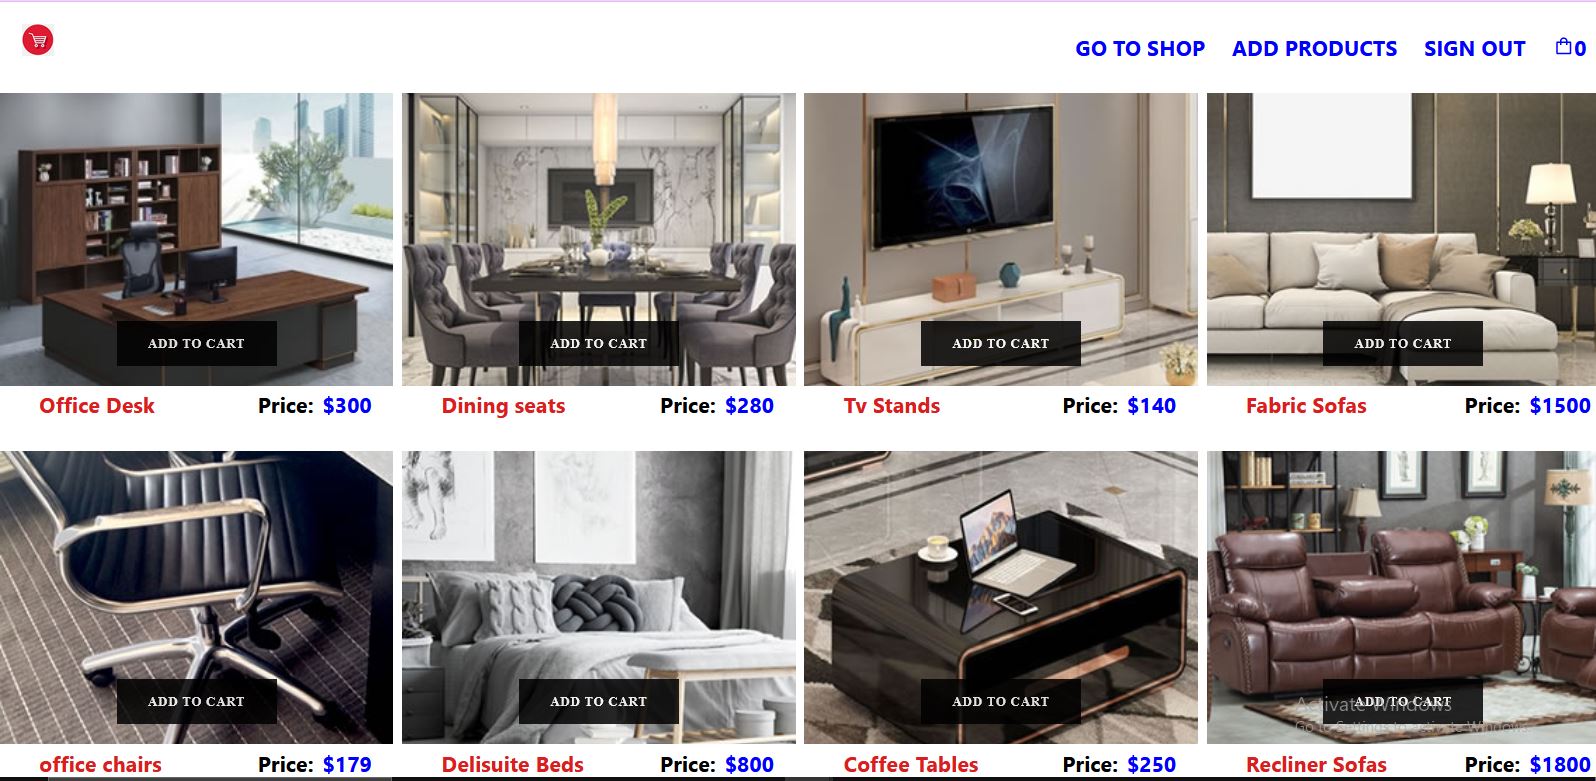 GO TO SHOP ADD PRODUCTS SIGN OUT 0
ADD TO CART ADD TO CART ADD TO CART ADD TO CART
Office Desk Price: $300 Dining seats Price: $280 Tv Stands Price: $140 Fabric Sofas Price: $1500
ADD TO CART ADD TO CART ADD TO CART ADD TO CART
Activate Windows
Go to Settings to activate Windows.
office chairs Price: $179 Delisuite Beds Price: $800 Coffee Tables Price: $250 Recliner Sofas Price: $1800